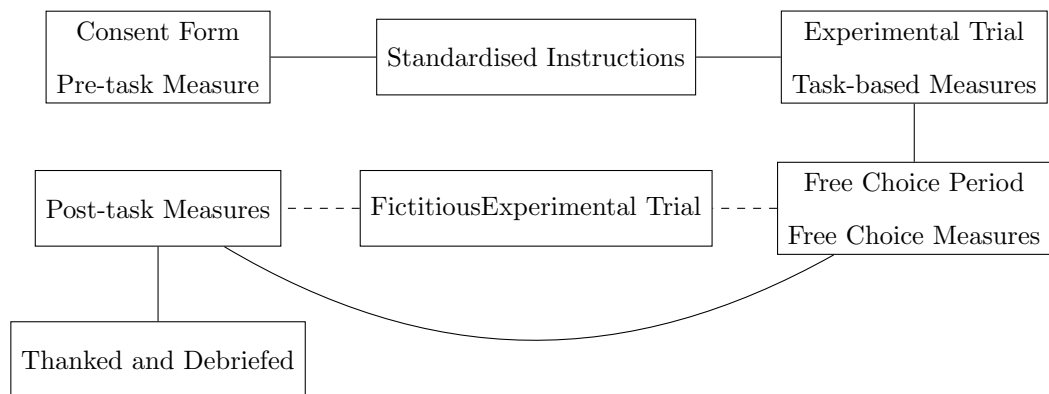 Consent Form
Pre-task Measure
Standardised Instructions
Experimental Trial
Task-based Measures
Post-task Measures
FictitiousExperimental Trial
Free Choice Period
Free Choice Measures
Thanked and Debriefed